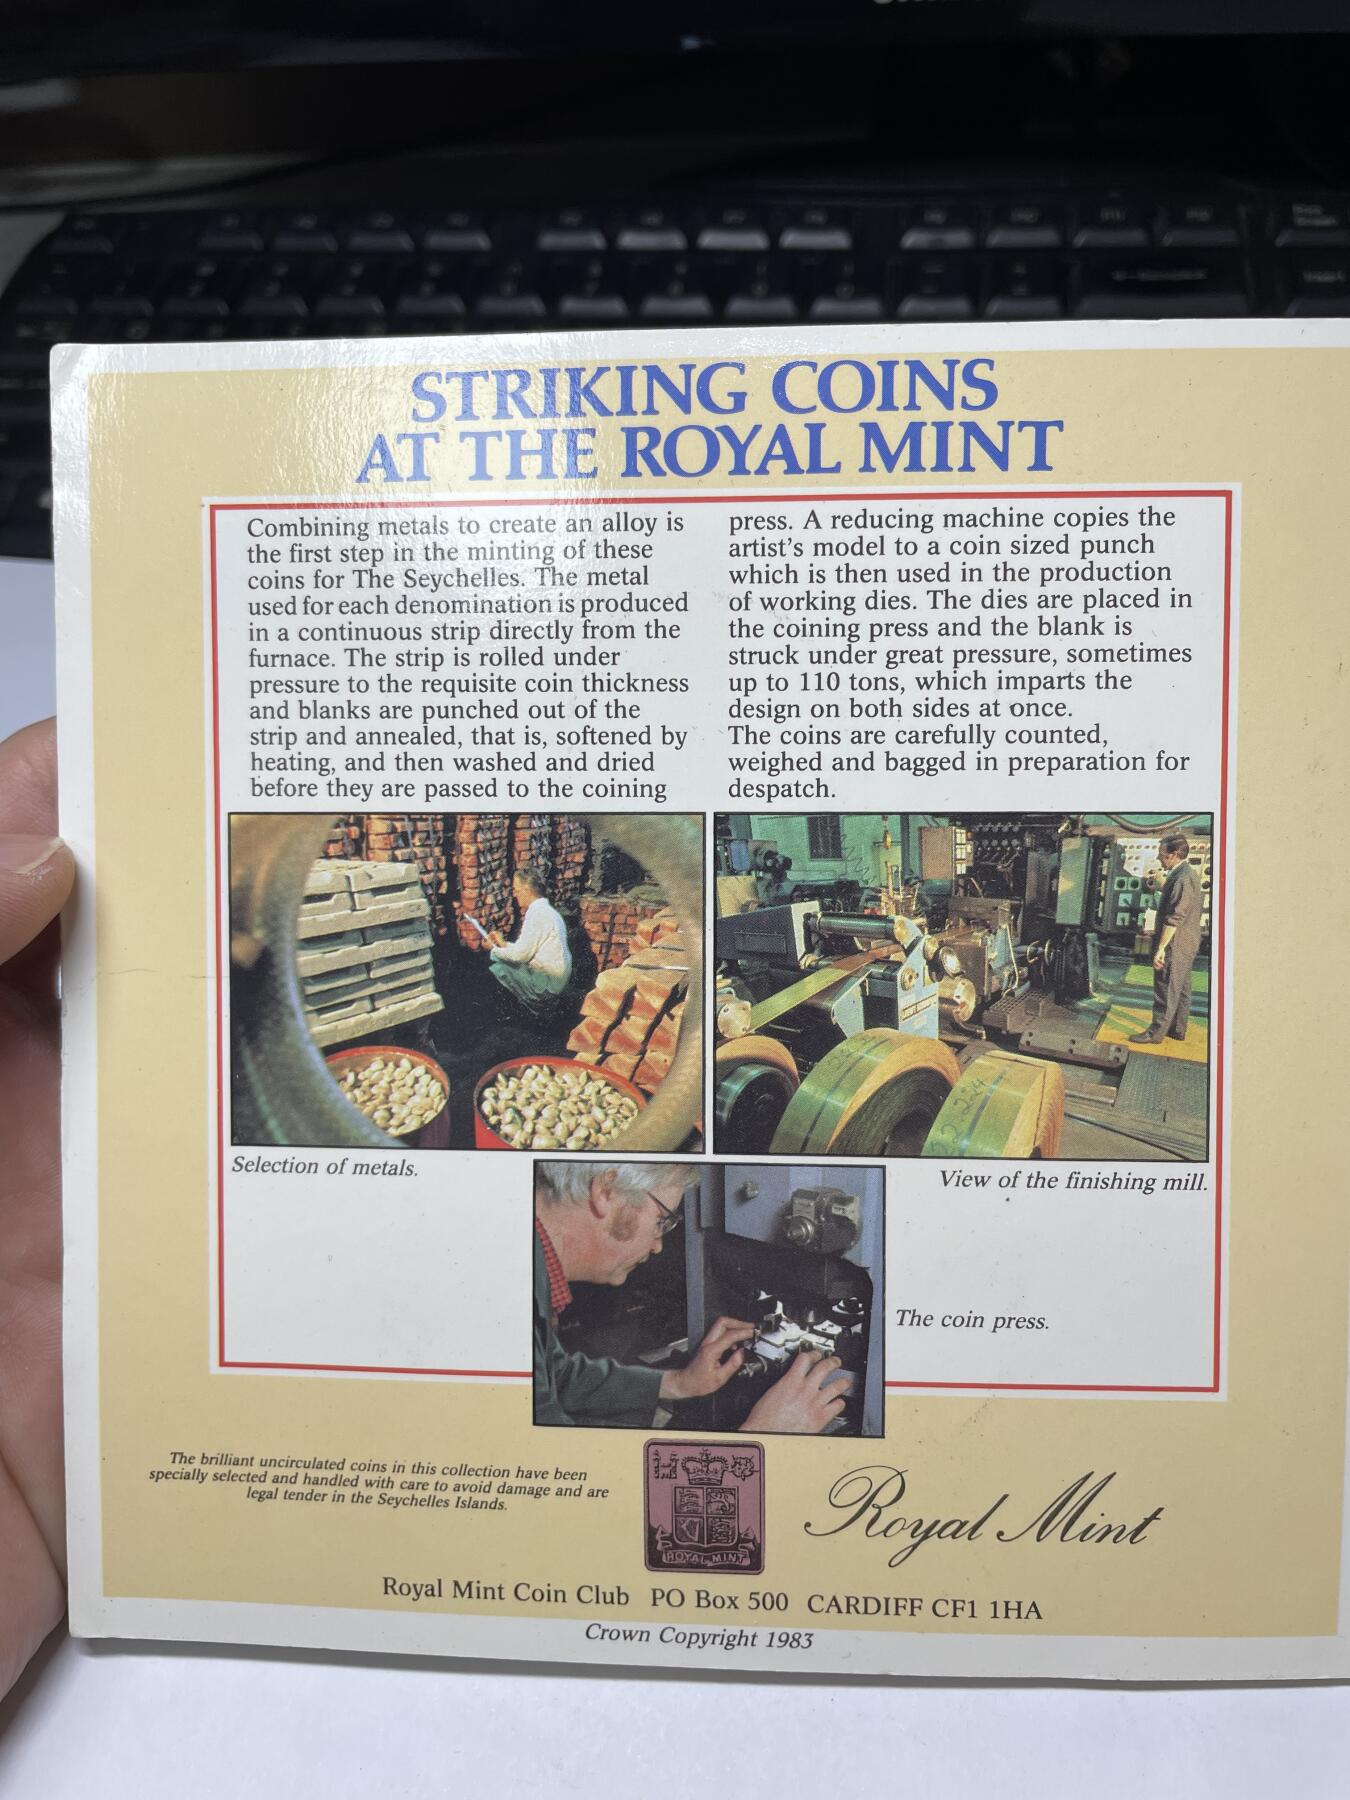 STRIKING COINS
AT THE ROYAL MINT
Combining metals to create an alloy is
the first step in the minting of these
coins for The Seychelles. The metal
used for each denomination is produced
in a continuous strip directly from the
furnace. The strip is rolled under
pressure to the requisite coin thickness
and blanks are punched out of the
strip and annealed, that is, softened by
heating, and then washed and dried
before they are passed to the coining
press. A reducing machine copies the
artist's model to a coin sized punch
which is then used in the production
of working dies. The dies are placed in
the coining press and the blank is
struck under great pressure, sometimes
up to 110 tons, which imparts the
design on both sides at once.
The coins are carefully counted,
weighed and bagged in preparation for
despatch.
Selection of metals.
View of the finishing mill.
The coin press.
The brilliant uncirculated coins in this collection have been
specially selected and handled with care to avoid damage and are
legal tender in the Seychelles Islands.
ROYAL MINT
Royal Mint
Royal Mint Coin Club PO Box 500 CARDIFF CF1 1HA
Crown Copyright 1983